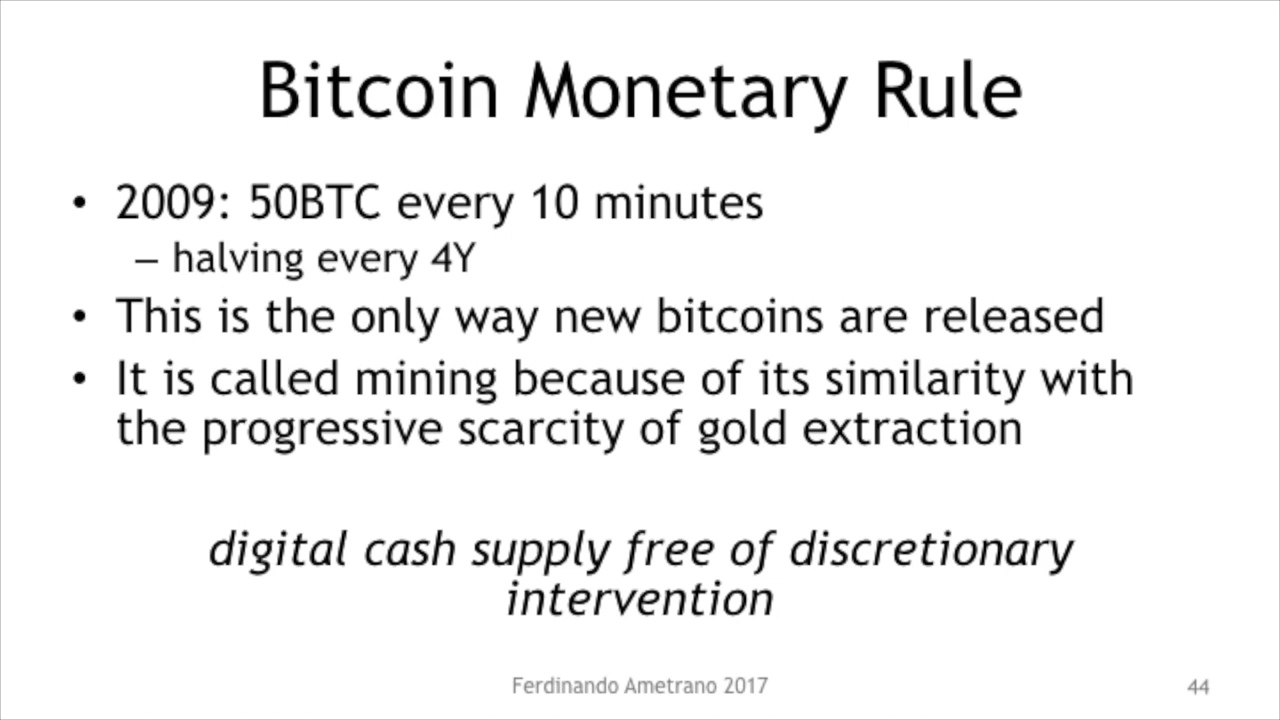 Bitcoin Monetary Rule
• 2009: 50BTC every 10 minutes
– halving every 4Y
• This is the only way new bitcoins are released
• It is called mining because of its similarity with
the progressive scarcity of gold extraction
digital cash supply free of discretionary
intervention
Ferdinando Ametrano 2017
44